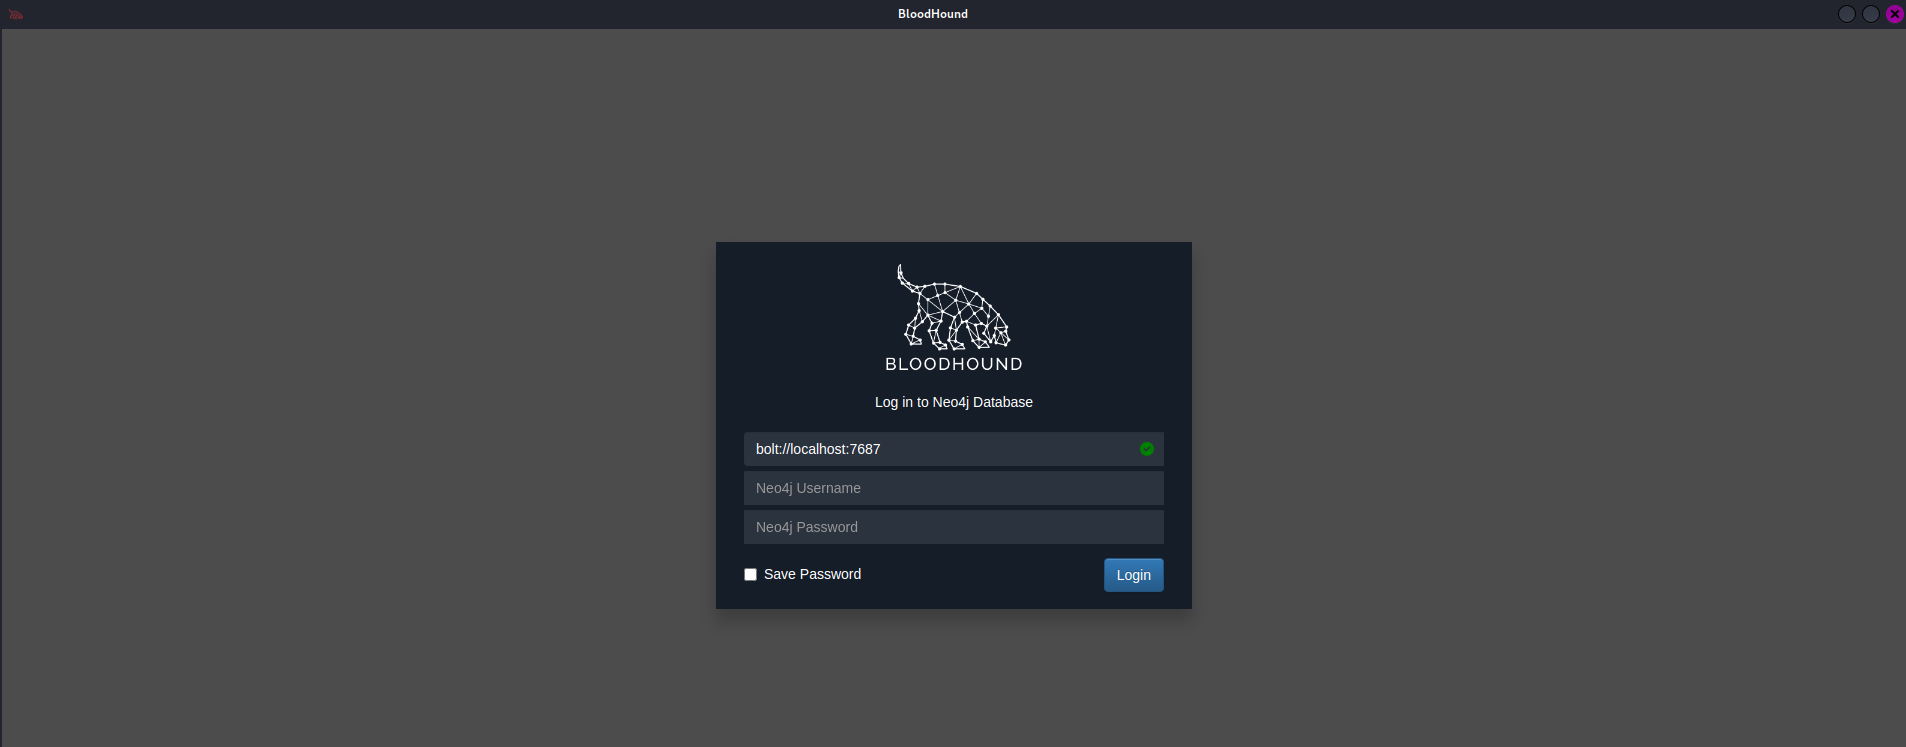 BloodHound
BLOODHOUND
Log in to Neo4j Database
bolt://localhost:7687
Neo4j Username
Neo4j Password
Save Password
Login